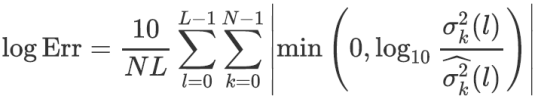 $\log \mathrm{Err} = \frac{10}{NL} \sum_{l=0}^{L-1} \sum_{k=0}^{N-1} \left| \min \left( 0, \log_{10} \frac{\sigma_k^2(l)}{\widehat{\sigma_k^2}(l)} \right) \right|$